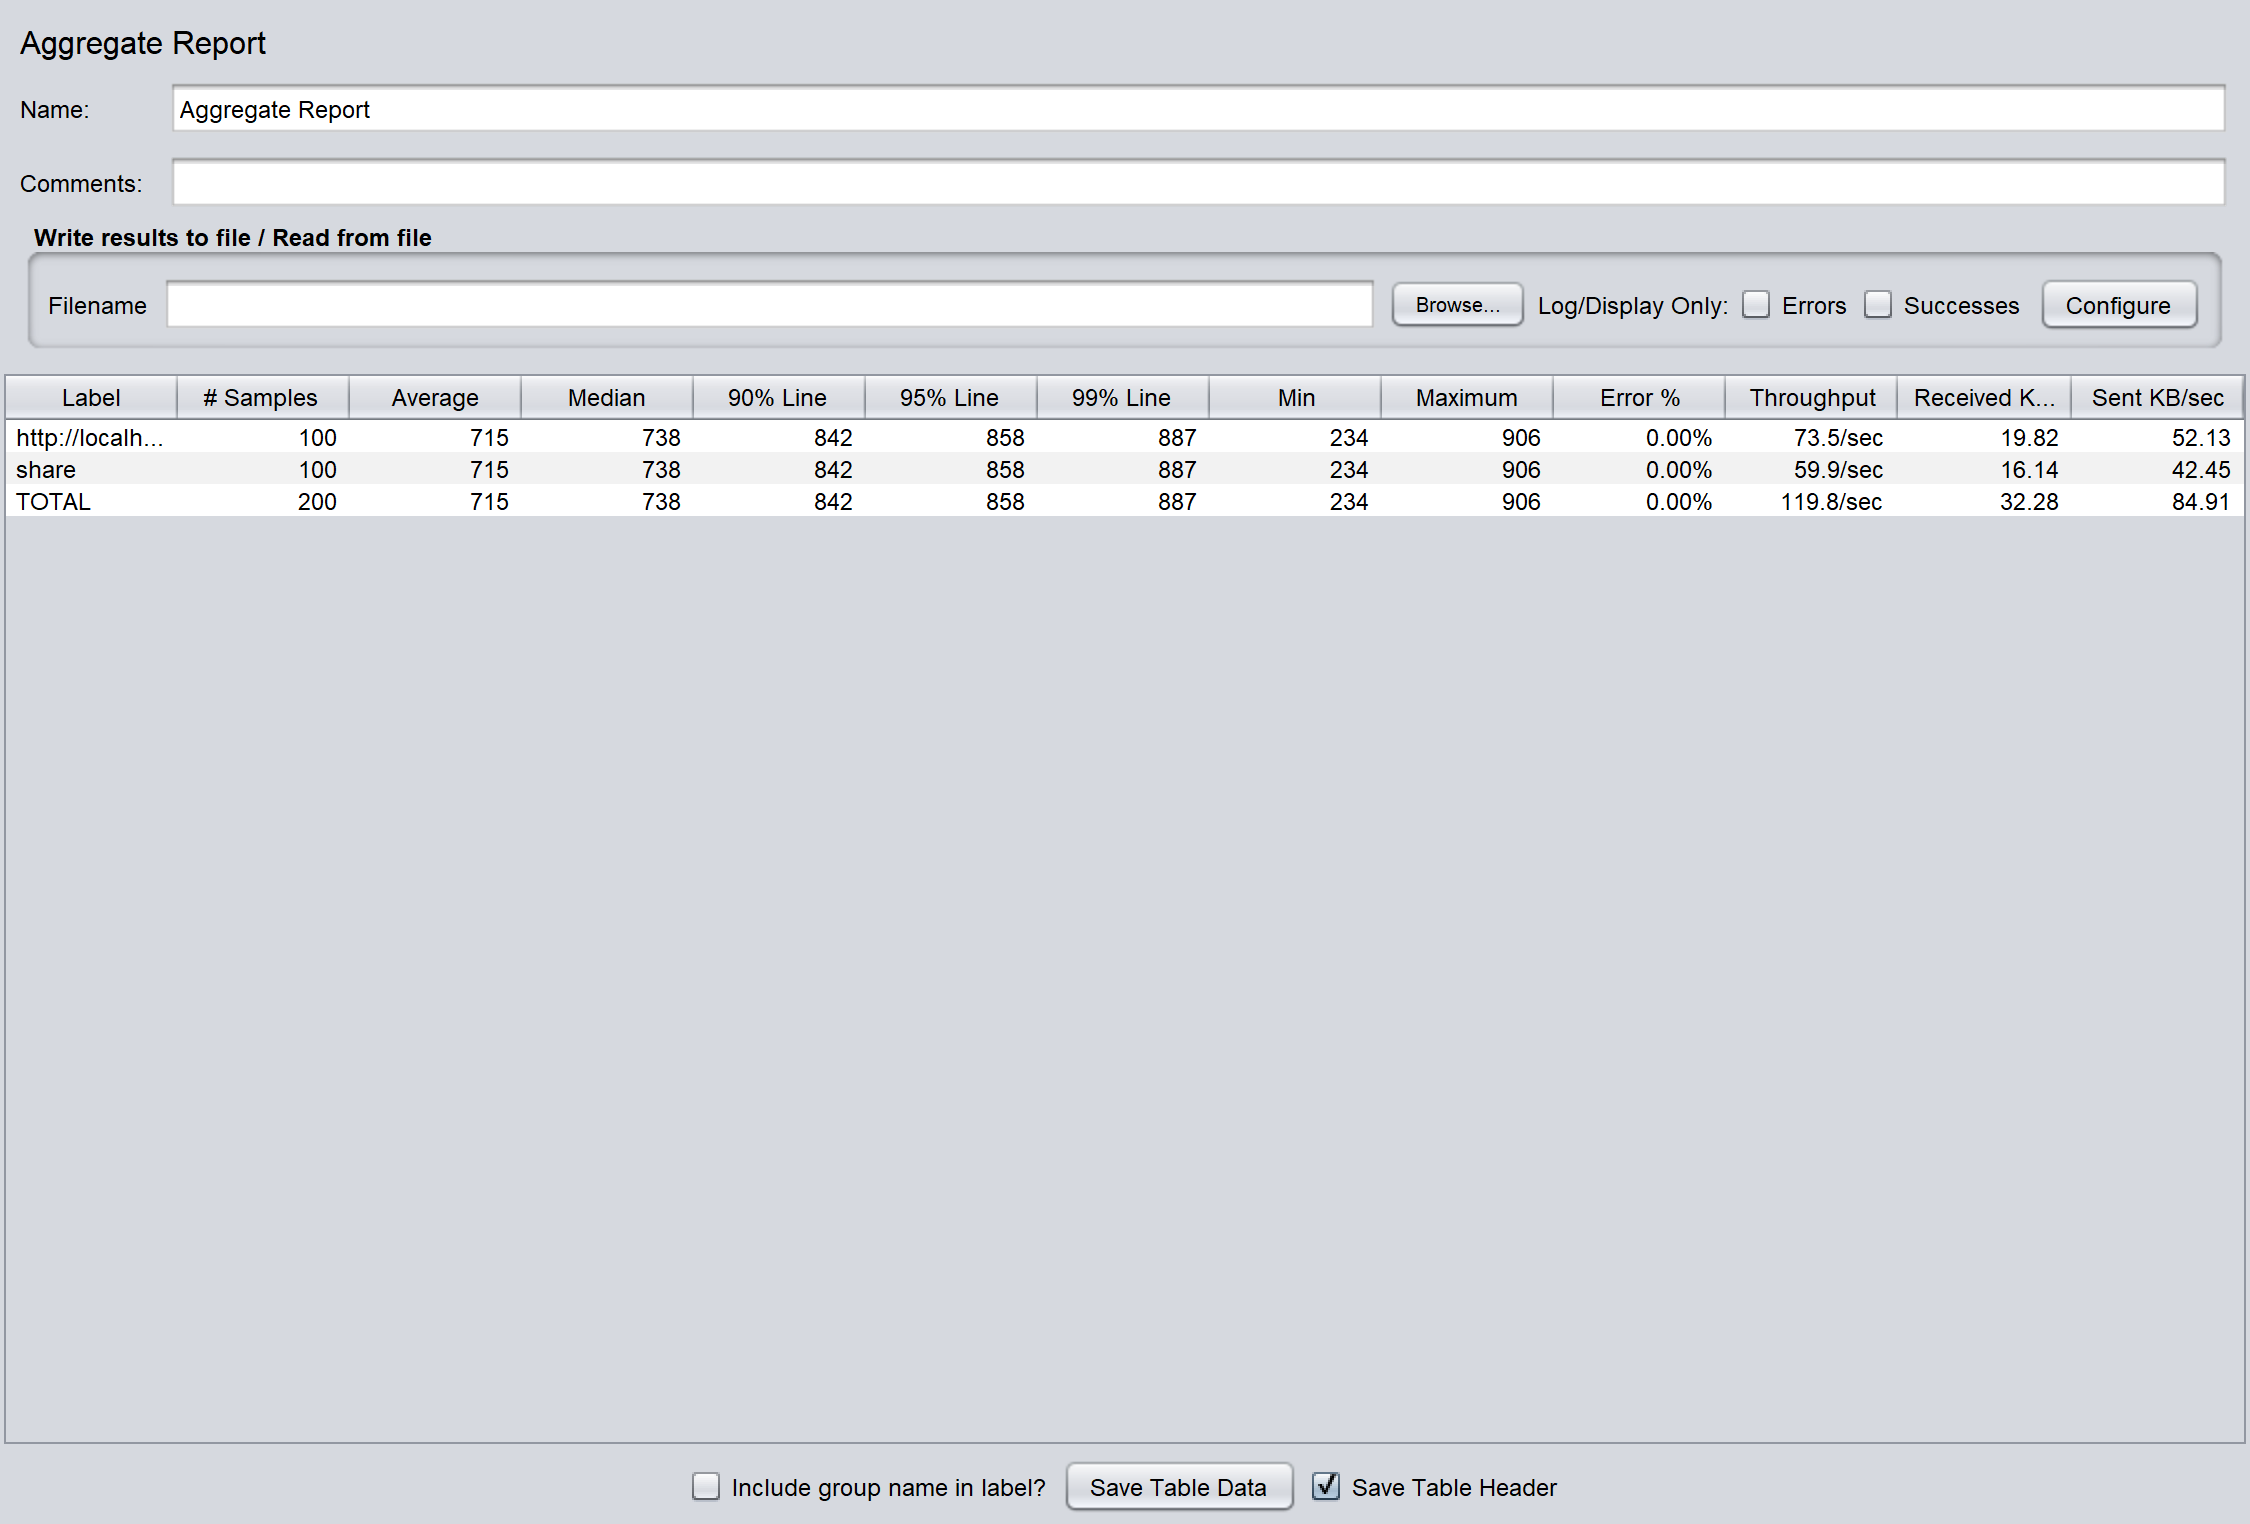 Aggregate Report
Name: Aggregate Report
Comments:
Write results to file / Read from file
Filename Browse... Log/Display Only: Errors Successes Configure
Label # Samples Average Median 90% Line 95% Line 99% Line Min Maximum Error % Throughput Received K... Sent KB/sec
http://localh... 100 715 738 842 858 887 234 906 0.00% 73.5/sec 19.82 52.13
share 100 715 738 842 858 887 234 906 0.00% 59.9/sec 16.14 42.45
TOTAL 200 715 738 842 858 887 234 906 0.00% 119.8/sec 32.28 84.91
Include group name in label? Save Table Data Save Table Header